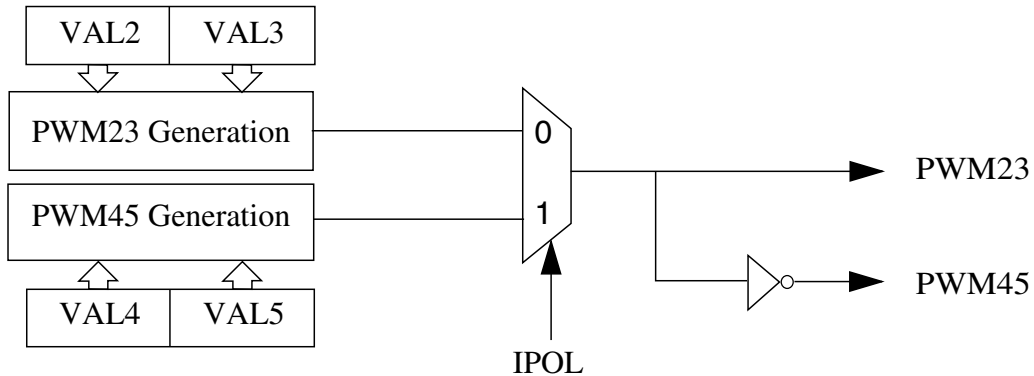 VAL2 VAL3
PWM23 Generation
0
PWM23
PWM45 Generation
1
PWM45
VAL4 VAL5
IPOL